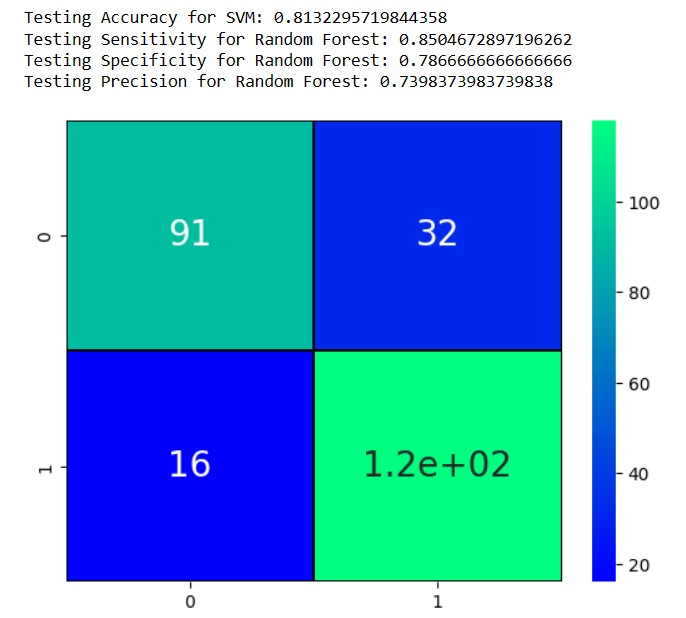 Testing Accuracy for SVM: 0.8132295719844358
Testing Sensitivity for Random Forest: 0.8504672897196262
Testing Specificity for Random Forest: 0.7866666666666666
Testing Precision for Random Forest: 0.7398373983739838
91 32
16 1.2e+02
0
1
0 1
100
80
60
40
20